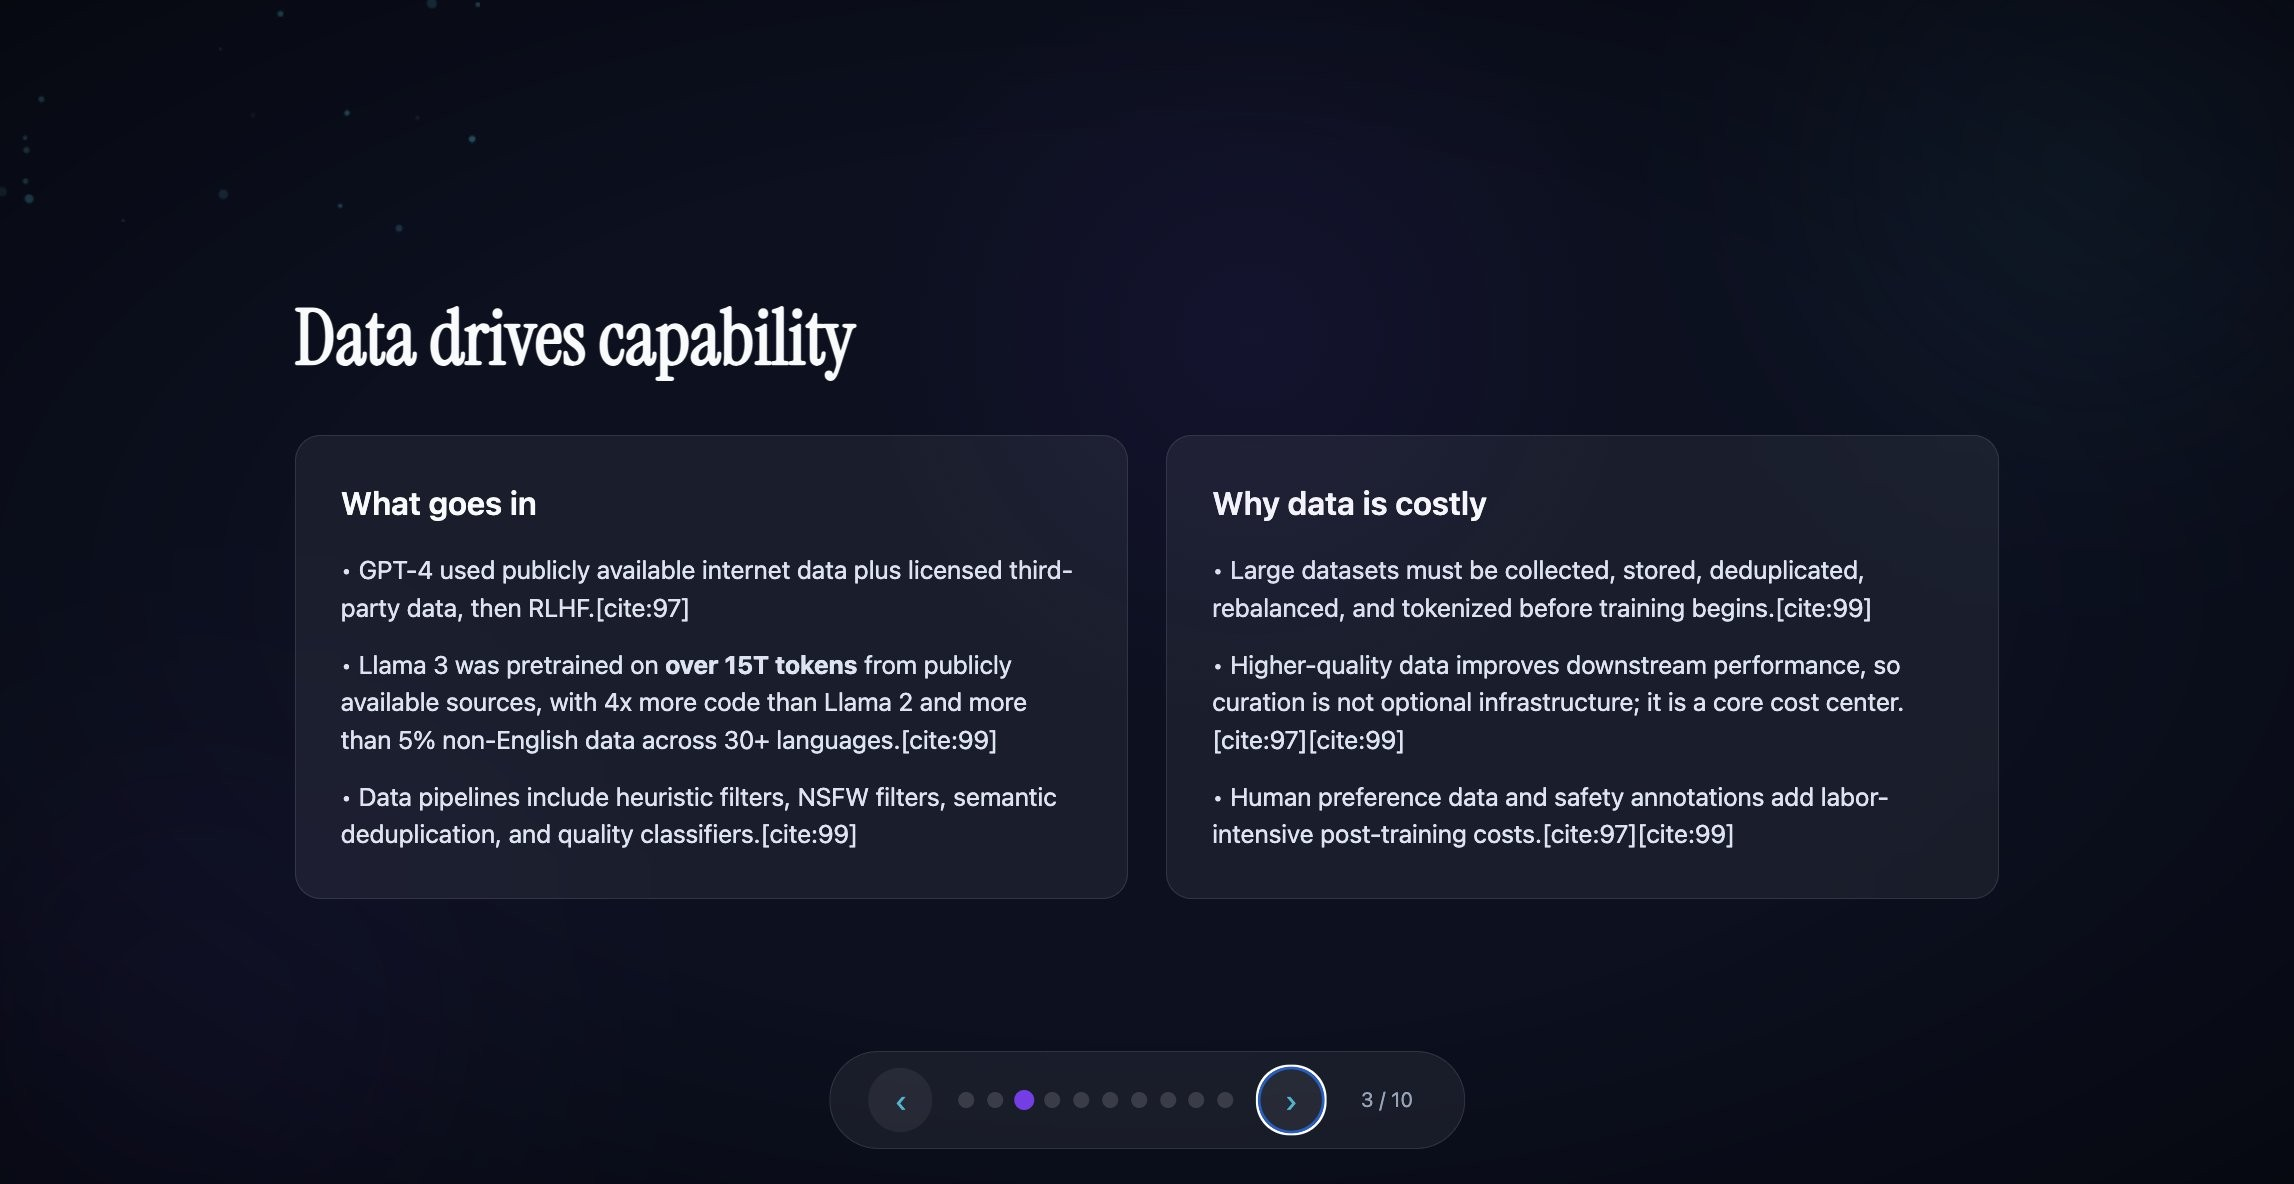 Data drives capability
What goes in
• GPT-4 used publicly available internet data plus licensed third-
party data, then RLHF.[cite:97]
• Llama 3 was pretrained on over 15T tokens from publicly
available sources, with 4x more code than Llama 2 and more
than 5% non-English data across 30+ languages.[cite:99]
• Data pipelines include heuristic filters, NSFW filters, semantic
deduplication, and quality classifiers.[cite:99]
Why data is costly
• Large datasets must be collected, stored, deduplicated,
rebalanced, and tokenized before training begins.[cite:99]
• Higher-quality data improves downstream performance, so
curation is not optional infrastructure; it is a core cost center.
[cite:97][cite:99]
• Human preference data and safety annotations add labor-
intensive post-training costs.[cite:97][cite:99]
‹ › 3 / 10